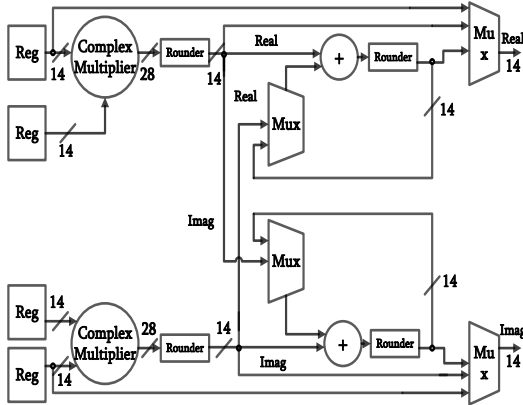 Reg
14
Complex
Multiplier
28
Rounder
14
Real
+
Rounder
Mu
x
Real
14
Reg
14
Real
Mux
14
Imag
Mux
14
Reg
14
Complex
Multiplier
28
Rounder
14
Imag
+
Rounder
Mu
x
Imag
14
Reg
14